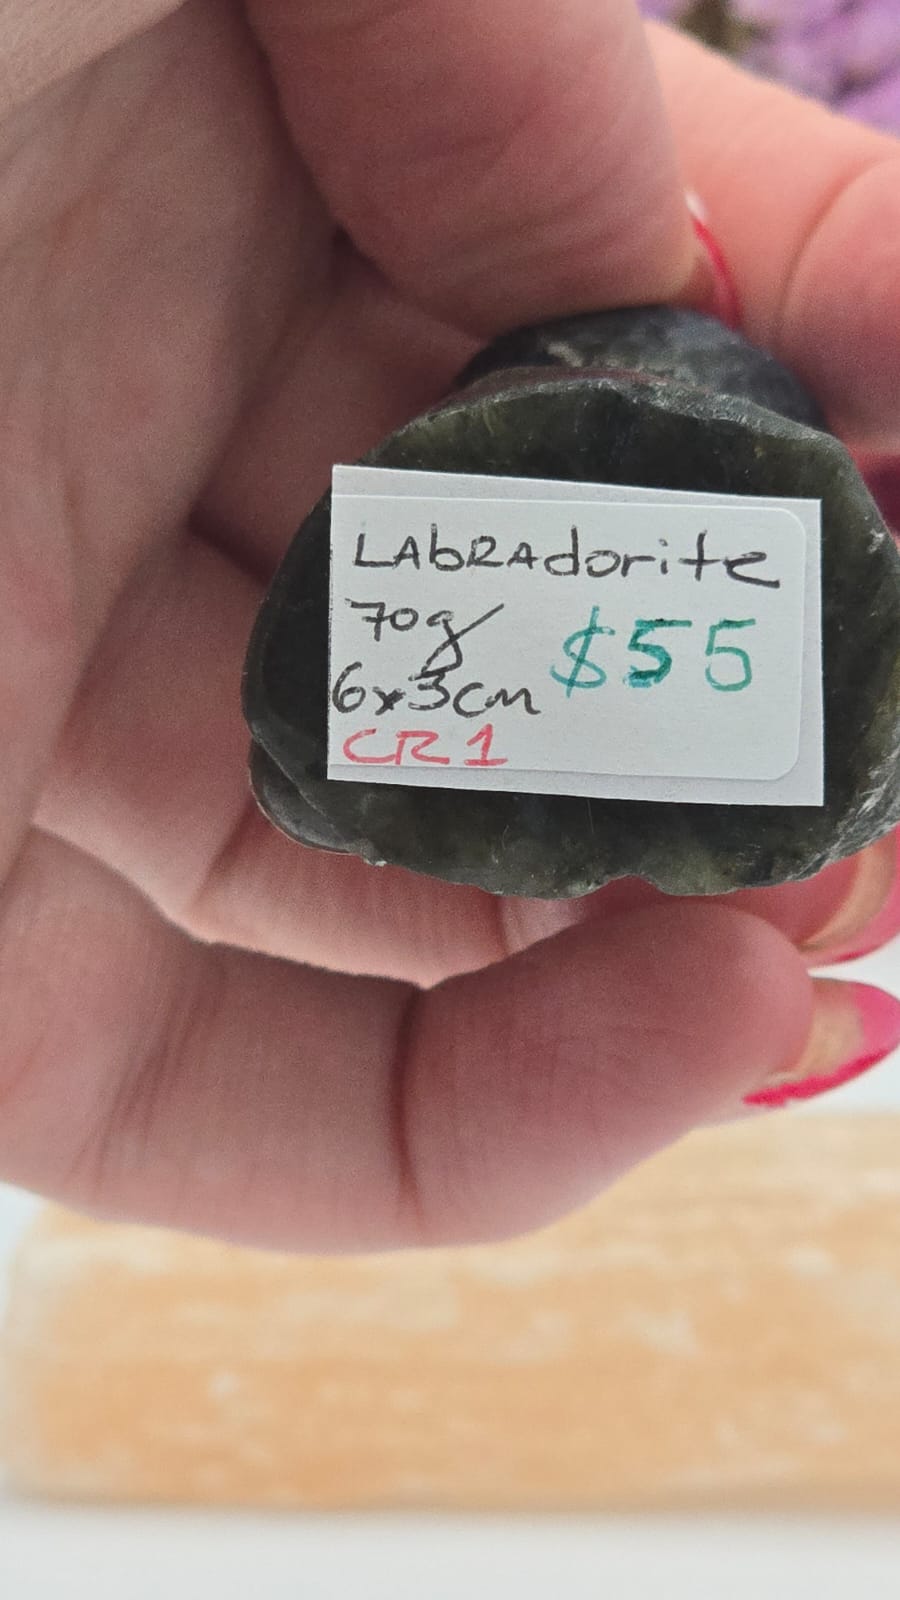 LAbRAdorite
70g $55
6x3cm
CR1